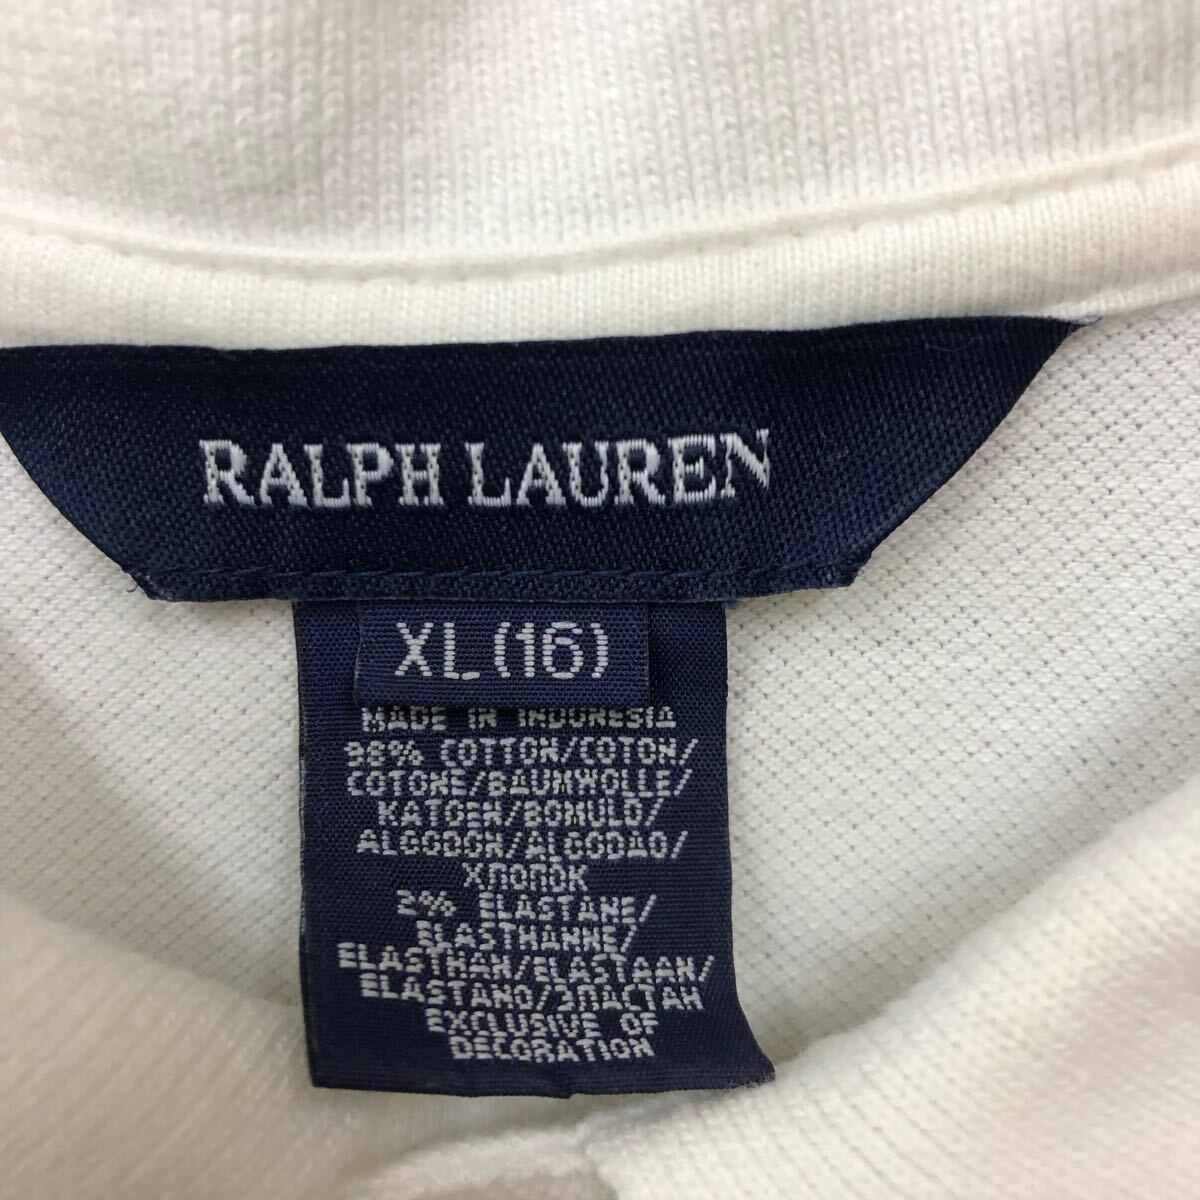 RALPH LAUREN
XL (16)
MADE IN INDONESIA
98% COTTON/COTON/
COTONE/BAUMWOLLE/
KATOEN/BOMULD/
ALGODON/ALGODAO/
ХЛОПОК
2% ELASTANE/
ELASTHANNE/
ELASTHAN/ELASTAAN/
ELASTANO/ЭЛАСТАН
EXCLUSIVE OF
DECORATION